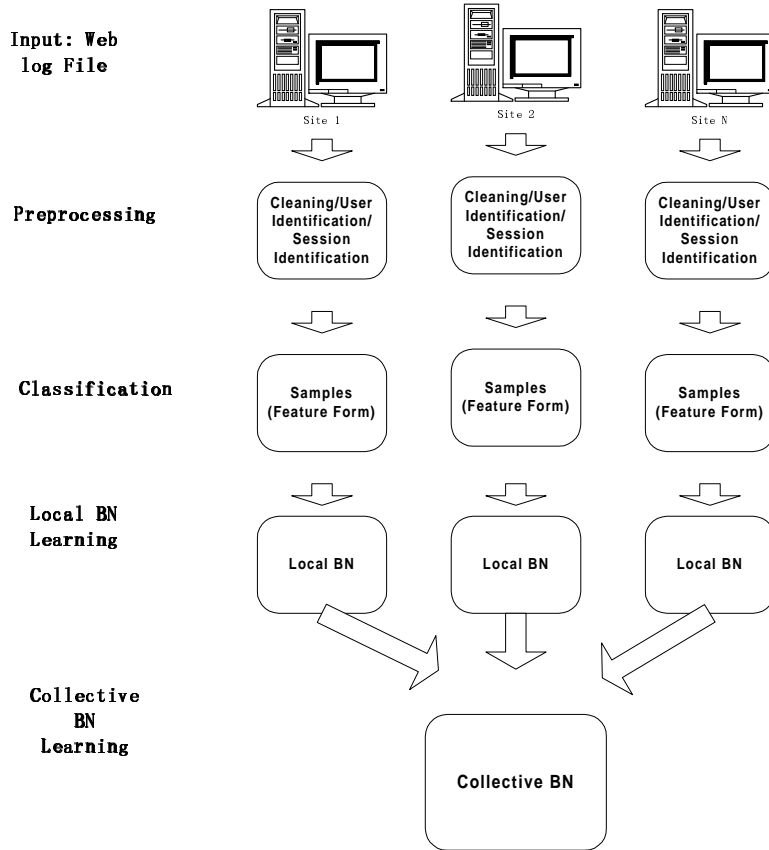 Input: Web
log File
Site 1
Site 2
Site N
Preprocessing
Cleaning/User
Identification/
Session
Identification
Cleaning/User
Identification/
Session
Identification
Cleaning/User
Identification/
Session
Identification
Classification
Samples
(Feature Form)
Samples
(Feature Form)
Samples
(Feature Form)
Local BN
Learning
Local BN
Local BN
Local BN
Collective
BN
Learning
Collective BN